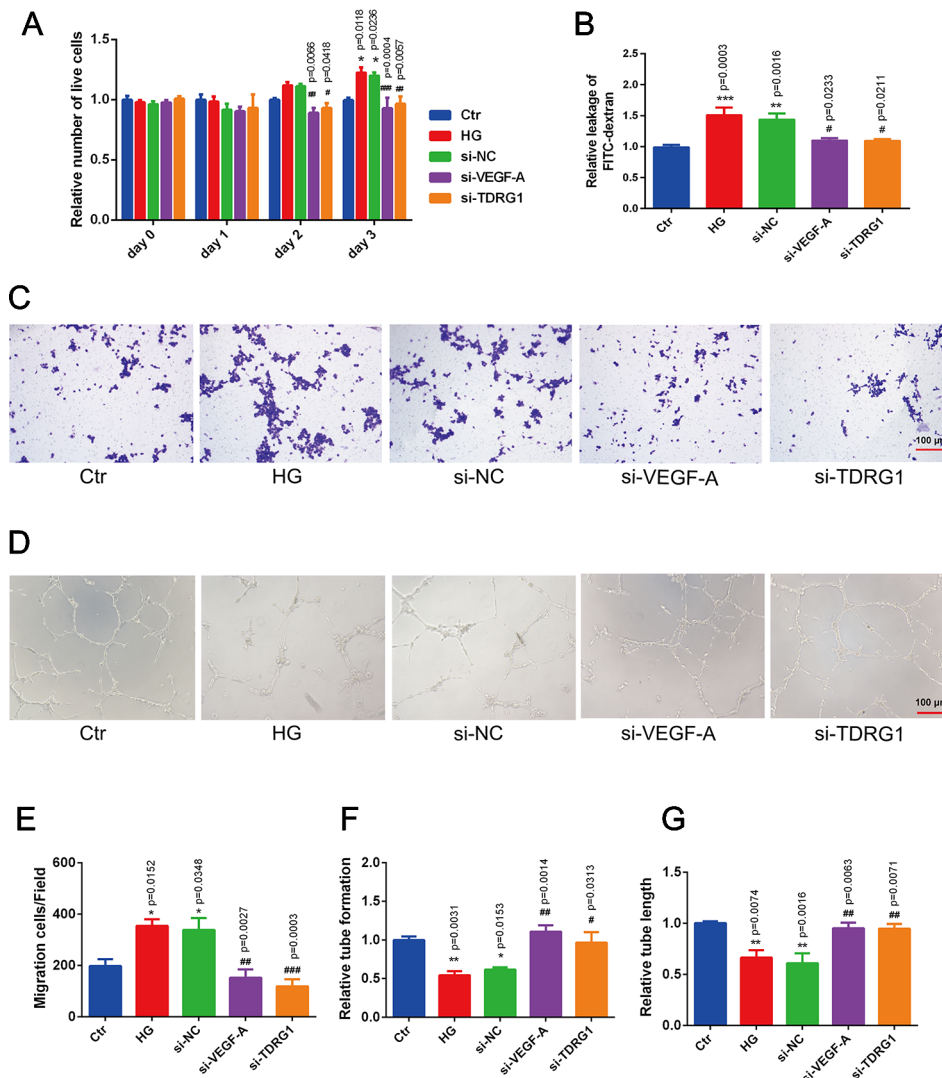 A
Relative number of live cells
1.5
1.0
1.0
0.0
p=0.0066
p=0.0418
p=0.0118
p=0.0236
p=0.0004
p=0.0057
##
#
*
*
###
##
day 0
day 1
day 2
day 3
Ctr
HG
si-NC
si-VEGF-A
si-TDRG1
B
Relative leakage of
FITC-dextran
2.5
2.0
1.5
1.0
0.5
0.0
p=0.0003
p=0.0016
p=0.0233
p=0.0211
***
**
#
#
Ctr
HG
si-NC
si-VEGF-A
si-TDRG1
C
100 μm
Ctr
HG
si-NC
si-VEGF-A
si-TDRG1
D
100 μm
Ctr
HG
si-NC
si-VEGF-A
si-TDRG1
E
Migration cells/Field
600
400
200
0
p=0.0152
p=0.0348
p=0.0027
p=0.0003
*
*
##
###
Ctr
HG
si-NC
si-VEGF-A
si-TDRG1
F
Relative tube formation
2.0
1.5
1.0
0.5
0.0
p=0.0031
p=0.0153
p=0.0014
p=0.0313
**
*
##
#
Ctr
HG
si-NC
si-VEGF-A
si-TDRG1
G
Relative tube length
1.5
1.0
0.5
0.0
p=0.0074
p=0.0016
p=0.0063
p=0.0071
**
**
##
##
Ctr
HG
si-NC
si-VEGF-A
si-TDRG1